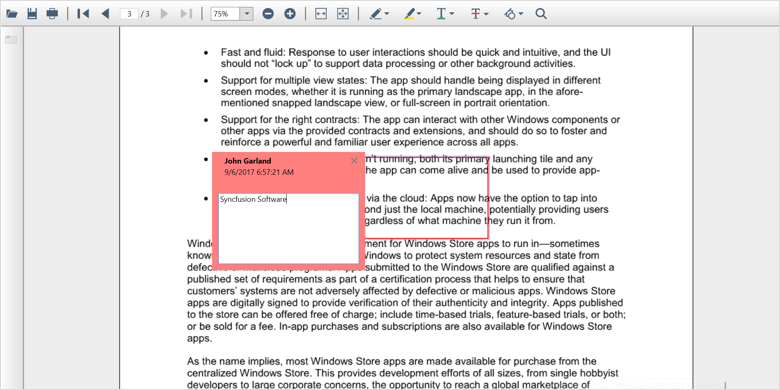 3 / 3
75%
Fast and fluid: Response to user interactions should be quick and intuitive, and the UI
should not “lock up” to support data processing or other background activities.
Support for multiple view states: The app should handle being displayed in different
screen modes, whether it is running as the primary landscape app, in the afore-
mentioned snapped landscape view, or full-screen in portrait orientation.
Support for the right contracts: The app can interact with other Windows components or
other apps via the provided contracts and extensions, and should do so to foster and
reinforce a powerful and familiar user experience across all apps.
John Garland
9/6/2017 6:57:21 AM
Syncfusion Software
n’t running, both its primary launching tile and any
the app can come alive and be used to provide app-
via the cloud: Apps now have the option to tap into
ond just the local machine, potentially providing users
gardless of what machine they run it from.
ment for Windows Store apps to run in—sometimes
know Windows to protect system resources and state from
submitted to the Windows Store are qualified against a
published set of requirements as part of a certification process that helps to ensure that
customers’ systems are not adversely affected by defective or malicious apps. Windows Store
apps are digitally signed to provide verification of their authenticity and integrity. Apps published
to the store can be offered free of charge; include time-based trials, feature-based trials, or both;
or be sold for a fee. In-app purchases and subscriptions are also available for Windows Store
apps.
As the name implies, most Windows Store apps are made available for purchase from the
centralized Windows Store. This provides development efforts of all sizes, from single hobbyist
developers to large corporate concerns, the opportunity to reach a global marketplace of